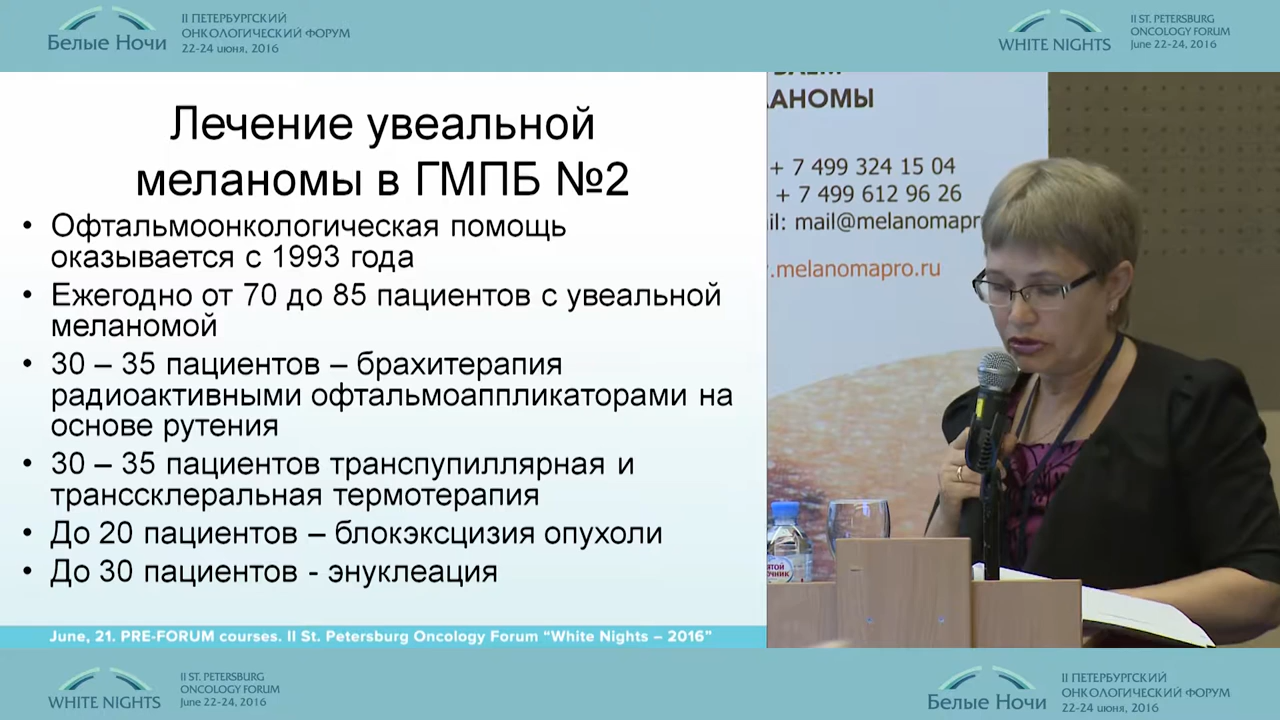 Белые Ночи
II ПЕТЕРБУРГСКИЙ
ОНКОЛОГИЧЕСКИЙ ФОРУМ
22-24 июня, 2016
WHITE NIGHTS
II ST. PETERSBURG
ONCOLOGY FORUM
June 22-24, 2016
Лечение увеальной
меланомы в ГМПБ №2
• Офтальмоонкологическая помощь
оказывается с 1993 года
• Ежегодно от 70 до 85 пациентов с увеальной
меланомой
• 30 – 35 пациентов – брахитерапия
радиоактивными офтальмоаппликаторами на
основе рутения
• 30 – 35 пациентов транспупиллярная и
транссклеральная термотерапия
• До 20 пациентов – блокэксцизия опухоли
• До 30 пациентов - энуклеация
June, 21. PRE-FORUM courses. II St. Petersburg Oncology Forum “White Nights – 2016”
ЛАНОМЫ
+ 7 499 324 15 04
+ 7 499 612 96 26
il: mail@melanomapr
.melanomapro.ru
WHITE NIGHTS
II ST. PETERSBURG
ONCOLOGY FORUM
June 22-24, 2016
Белые Ночи
II ПЕТЕРБУРГСКИЙ
ОНКОЛОГИЧЕСКИЙ ФОРУМ
22-24 июня, 2016